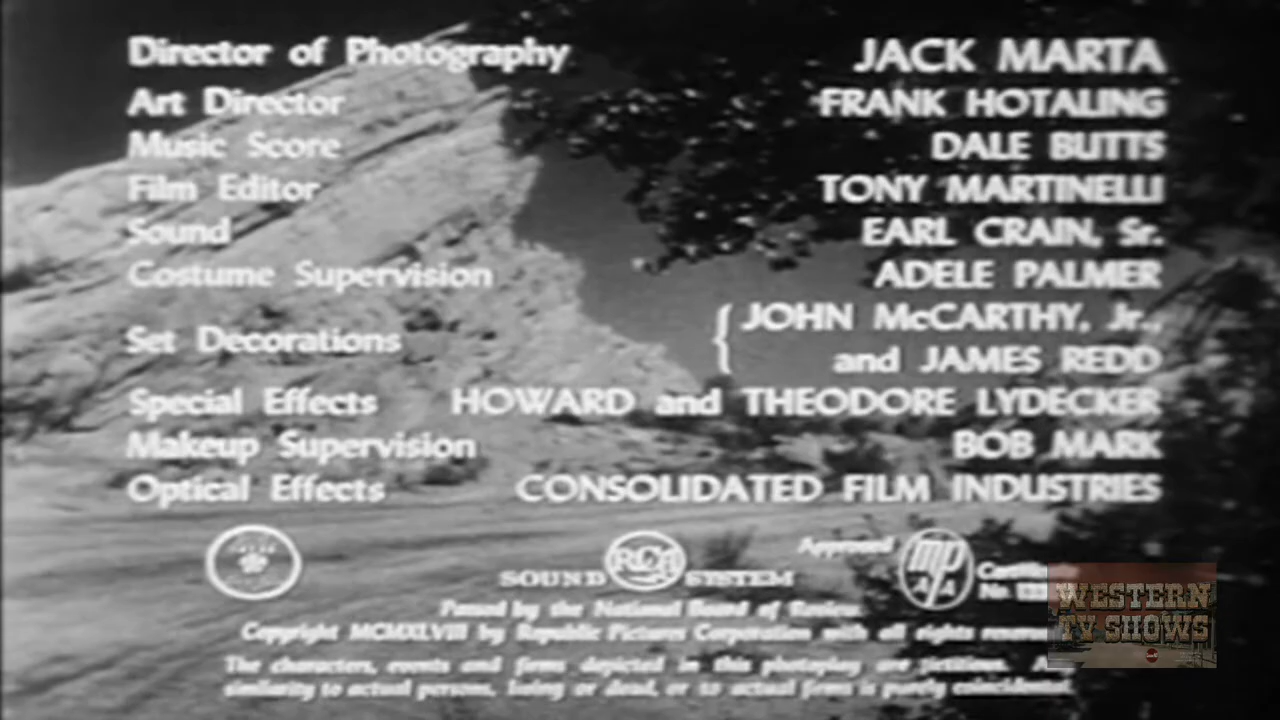 Director of Photography JACK MARTA
Art Director FRANK HOTALING
Music Score DALE BUTTS
Film Editor TONY MARTINELLI
Sound EARL CRAIN, Sr.
Costume Supervision ADELE PALMER
Set Decorations { JOHN McCARTHY, Jr.,
and JAMES REDD
Special Effects HOWARD and THEODORE LYDECKER
Makeup Supervision BOB MARK
Optical Effects CONSOLIDATED FILM INDUSTRIES
Approved
MPAA
RCA
SOUND SYSTEM
No.
Passed by the National Board of Review.
Copyright MCMXLVIII by Republic Pictures Corporation with all rights
The characters, events and firms depicted in this photoplay are fictitious.
similarity to actual persons, living or dead, or to actual firms is purely coincidental.
WESTERN
TV SHOWS